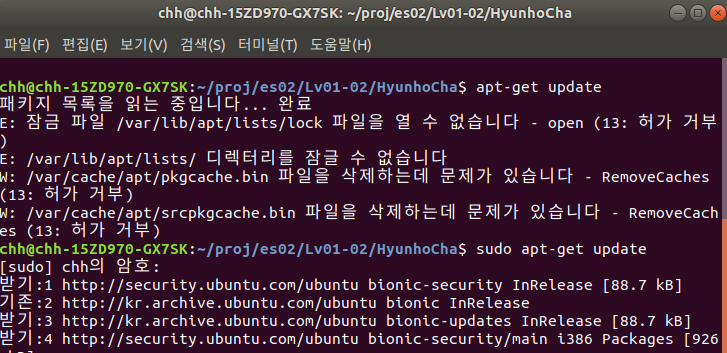 chh@chh-15ZD970-GX7SK: ~/proj/es02/Lv01-02/HyunhoCha
파일(F) 편집(E) 보기(V) 검색(S) 터미널(T) 도움말(H)
chh@chh-15ZD970-GX7SK:~/proj/es02/Lv01-02/HyunhoCha$ apt-get update
패키지 목록을 읽는 중입니다... 완료
E: 잠금 파일 /var/lib/apt/lists/lock 파일을 열 수 없습니다 - open (13: 허가 거부
)
E: /var/lib/apt/lists/ 디렉터리를 잠글 수 없습니다
W: /var/cache/apt/pkgcache.bin 파일을 삭제하는데 문제가 있습니다 - RemoveCaches
(13: 허가 거부)
W: /var/cache/apt/srcpkgcache.bin 파일을 삭제하는데 문제가 있습니다 - RemoveCach
es (13: 허가 거부)
chh@chh-15ZD970-GX7SK:~/proj/es02/Lv01-02/HyunhoCha$ sudo apt-get update
[sudo] chh의 암호:
받기:1 http://security.ubuntu.com/ubuntu bionic-security InRelease [88.7 kB]
기존:2 http://kr.archive.ubuntu.com/ubuntu bionic InRelease
받기:3 http://kr.archive.ubuntu.com/ubuntu bionic-updates InRelease [88.7 kB]
받기:4 http://security.ubuntu.com/ubuntu bionic-security/main i386 Packages [926